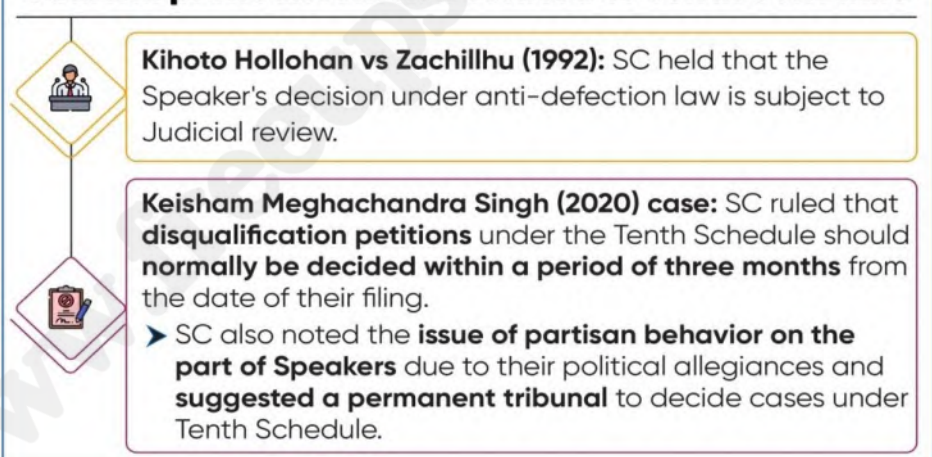 Kihoto Hollohan vs Zachillhu (1992): SC held that the
Speaker's decision under anti-defection law is subject to
Judicial review.
Keisham Meghachandra Singh (2020) case: SC ruled that
disqualification petitions under the Tenth Schedule should
normally be decided within a period of three months from
the date of their filing.
➤ SC also noted the issue of partisan behavior on the
part of Speakers due to their political allegiances and
suggested a permanent tribunal to decide cases under
Tenth Schedule.